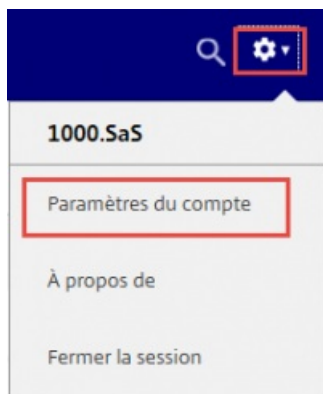 1000.SaS
Paramètres du compte
À propos de
Fermer la session